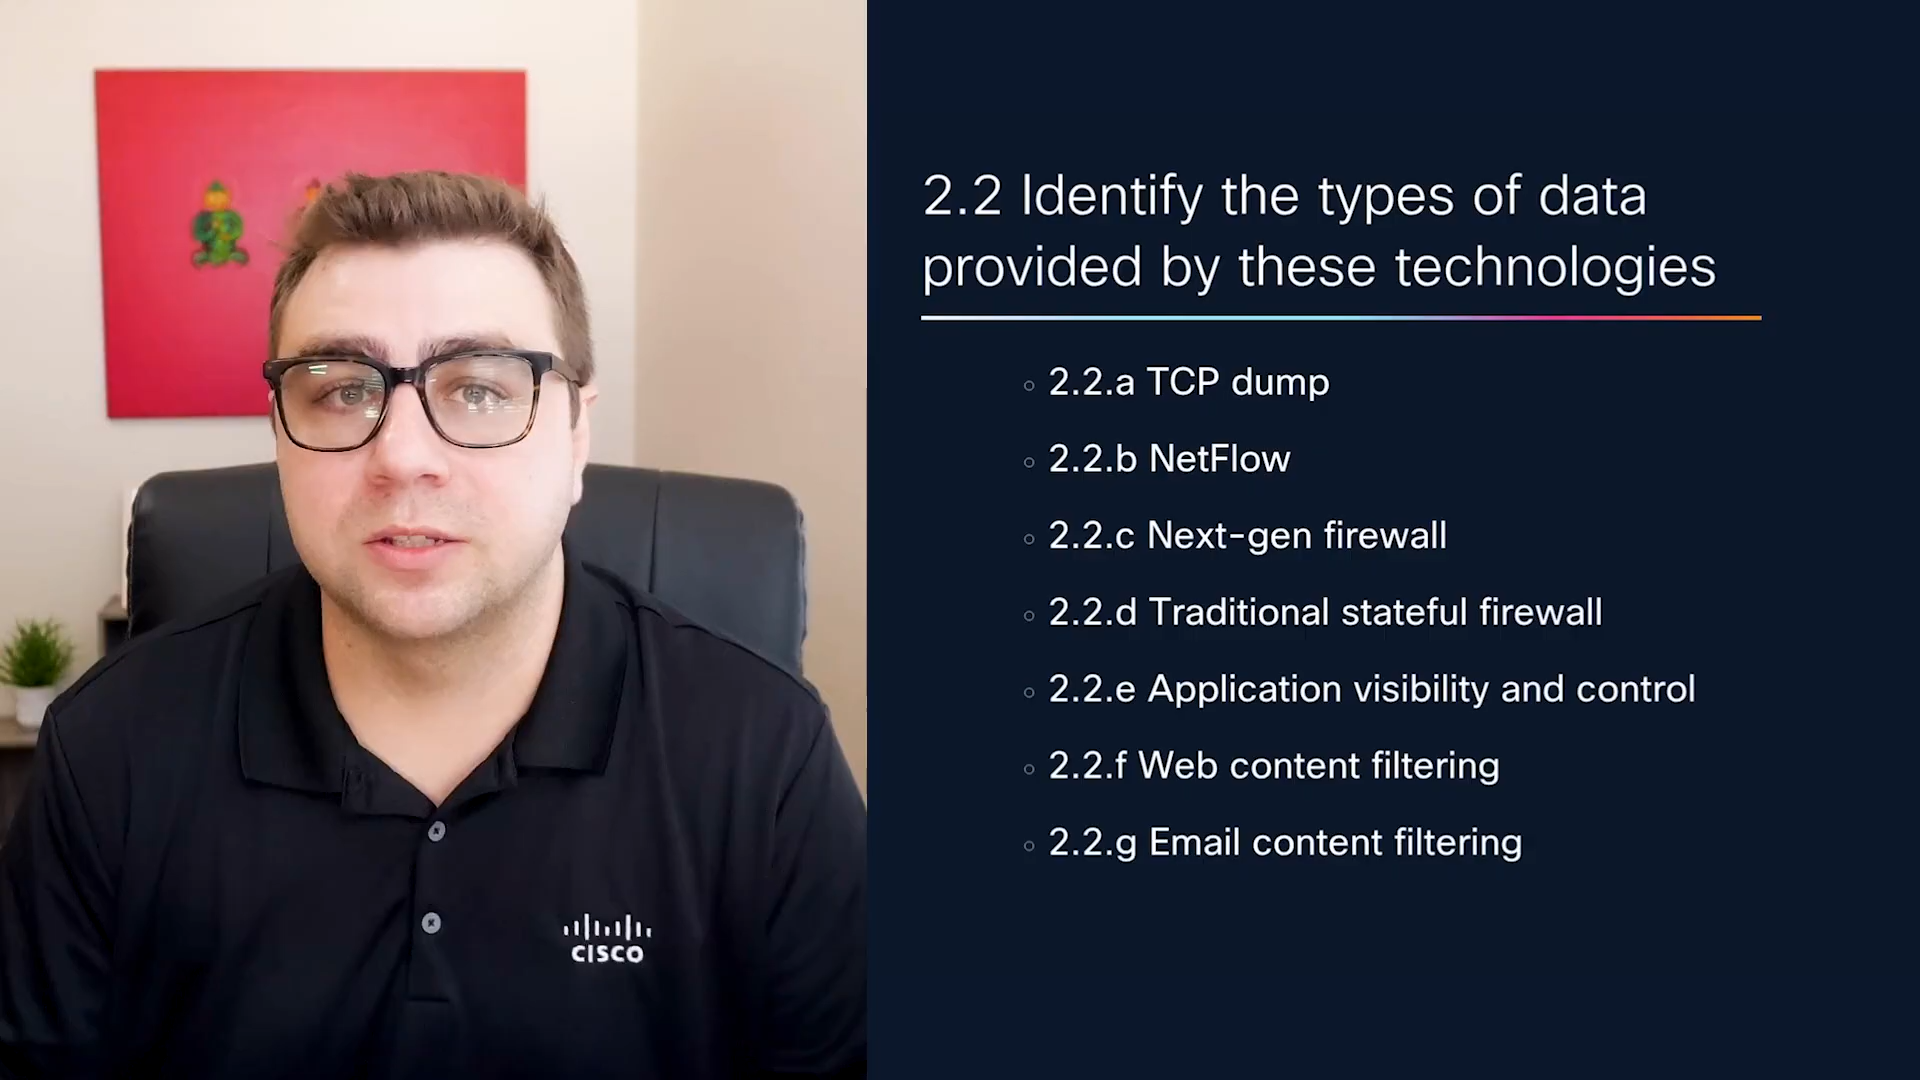 2.2 Identify the types of data
provided by these technologies
2.2.a TCP dump
2.2.b NetFlow
2.2.c Next-gen firewall
2.2.d Traditional stateful firewall
2.2.e Application visibility and control
2.2.f Web content filtering
2.2.g Email content filtering
CISCO